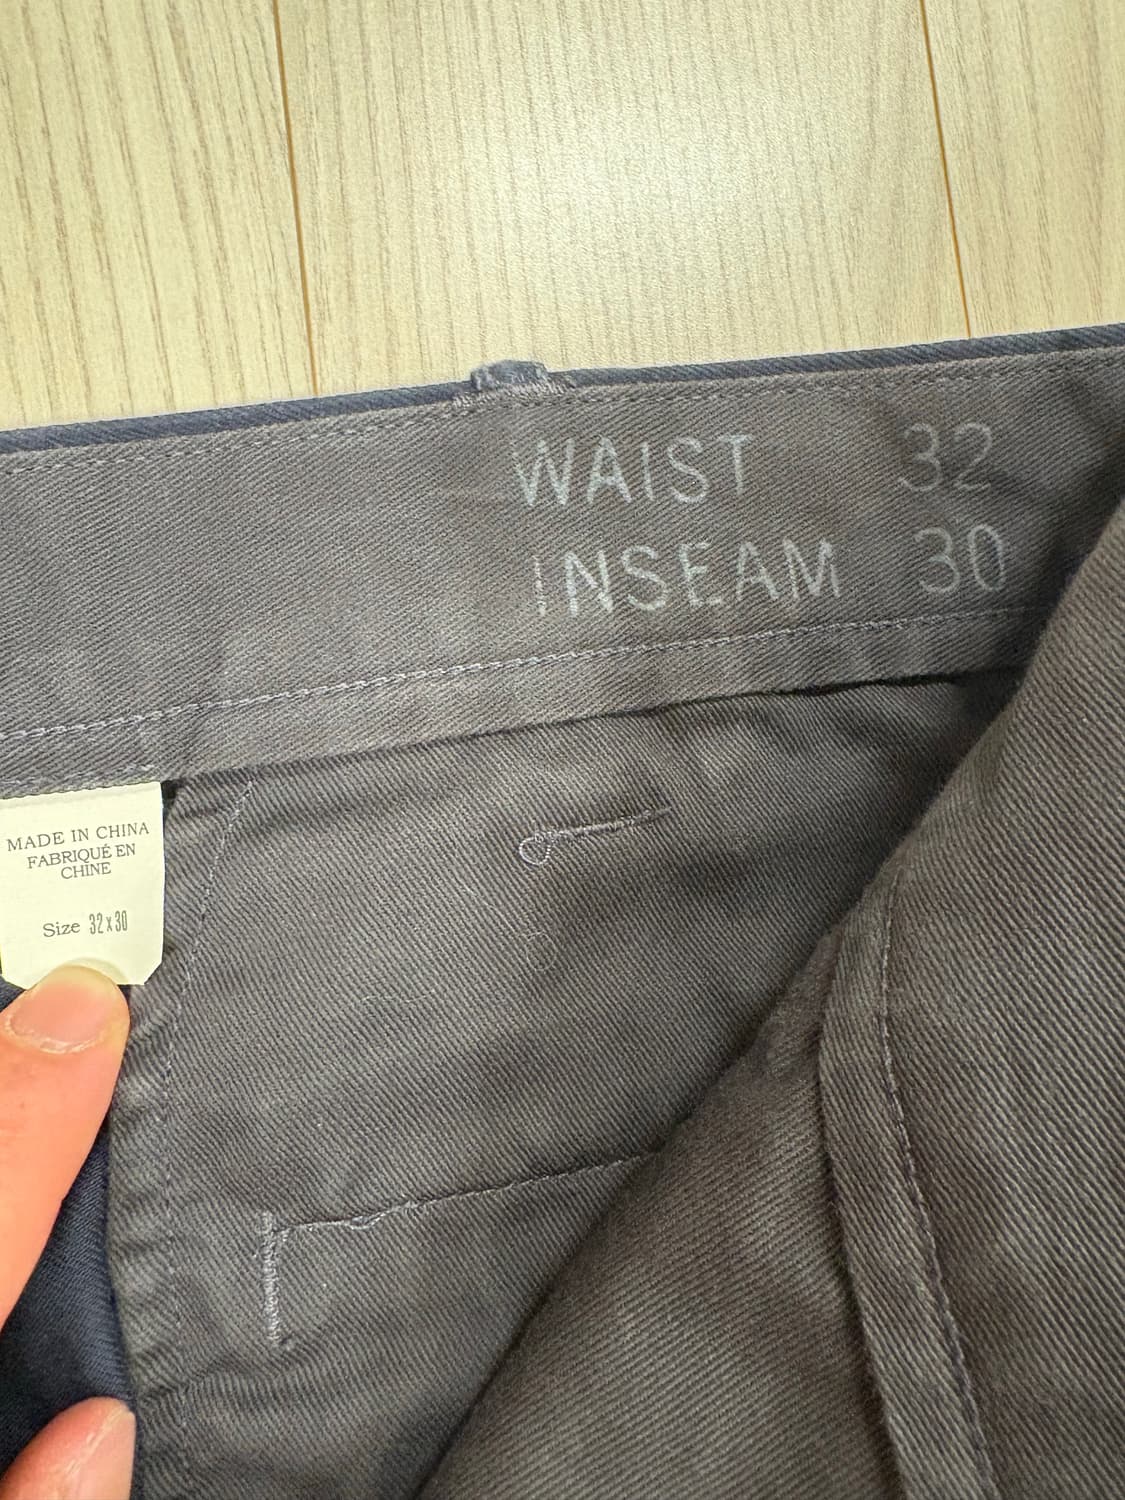 WAIST 32
INSEAM 30
MADE IN CHINA
FABRIQUÉ EN
CHINE
Size 32x30